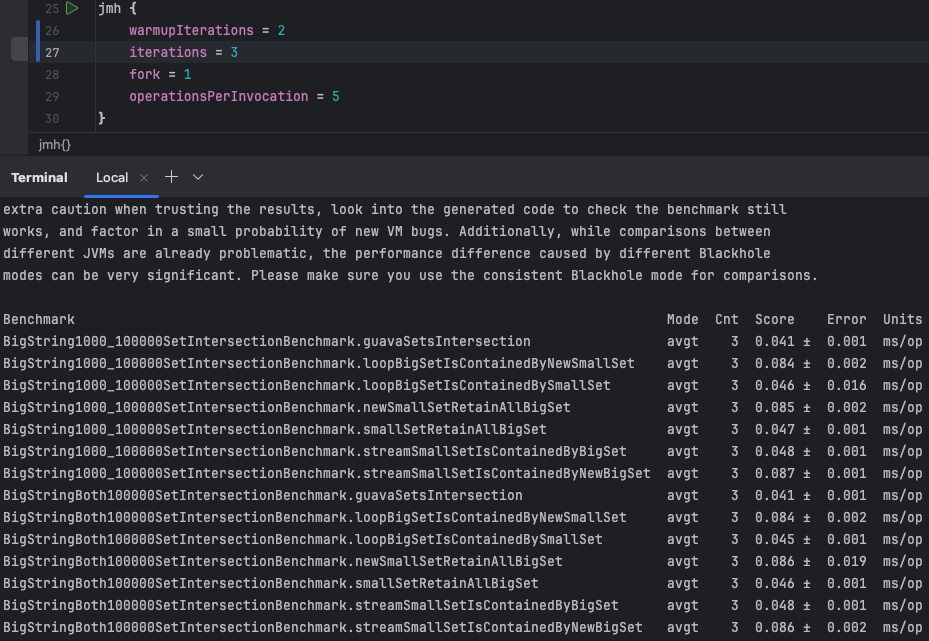 25 jmh {
26 warmupIterations = 2
27 iterations = 3
28 fork = 1
29 operationsPerInvocation = 5
30 }
jmh{}
Terminal Local × + ⌄
extra caution when trusting the results, look into the generated code to check the benchmark still
works, and factor in a small probability of new VM bugs. Additionally, while comparisons between
different JVMs are already problematic, the performance difference caused by different Blackhole
modes can be very significant. Please make sure you use the consistent Blackhole mode for comparisons.
Benchmark Mode Cnt Score Error Units
BigString1000_100000SetIntersectionBenchmark.guavaSetsIntersection avgt 3 0.041 ± 0.001 ms/op
BigString1000_100000SetIntersectionBenchmark.loopBigSetIsContainedByNewSmallSet avgt 3 0.084 ± 0.002 ms/op
BigString1000_100000SetIntersectionBenchmark.loopBigSetIsContainedBySmallSet avgt 3 0.046 ± 0.016 ms/op
BigString1000_100000SetIntersectionBenchmark.newSmallSetRetainAllBigSet avgt 3 0.085 ± 0.002 ms/op
BigString1000_100000SetIntersectionBenchmark.smallSetRetainAllBigSet avgt 3 0.047 ± 0.001 ms/op
BigString1000_100000SetIntersectionBenchmark.streamSmallSetIsContainedByBigSet avgt 3 0.048 ± 0.001 ms/op
BigString1000_100000SetIntersectionBenchmark.streamSmallSetIsContainedByNewBigSet avgt 3 0.087 ± 0.001 ms/op
BigStringBoth100000SetIntersectionBenchmark.guavaSetsIntersection avgt 3 0.041 ± 0.001 ms/op
BigStringBoth100000SetIntersectionBenchmark.loopBigSetIsContainedByNewSmallSet avgt 3 0.084 ± 0.002 ms/op
BigStringBoth100000SetIntersectionBenchmark.loopBigSetIsContainedBySmallSet avgt 3 0.045 ± 0.001 ms/op
BigStringBoth100000SetIntersectionBenchmark.newSmallSetRetainAllBigSet avgt 3 0.086 ± 0.019 ms/op
BigStringBoth100000SetIntersectionBenchmark.smallSetRetainAllBigSet avgt 3 0.046 ± 0.001 ms/op
BigStringBoth100000SetIntersectionBenchmark.streamSmallSetIsContainedByBigSet avgt 3 0.048 ± 0.001 ms/op
BigStringBoth100000SetIntersectionBenchmark.streamSmallSetIsContainedByNewBigSet avgt 3 0.086 ± 0.002 ms/op